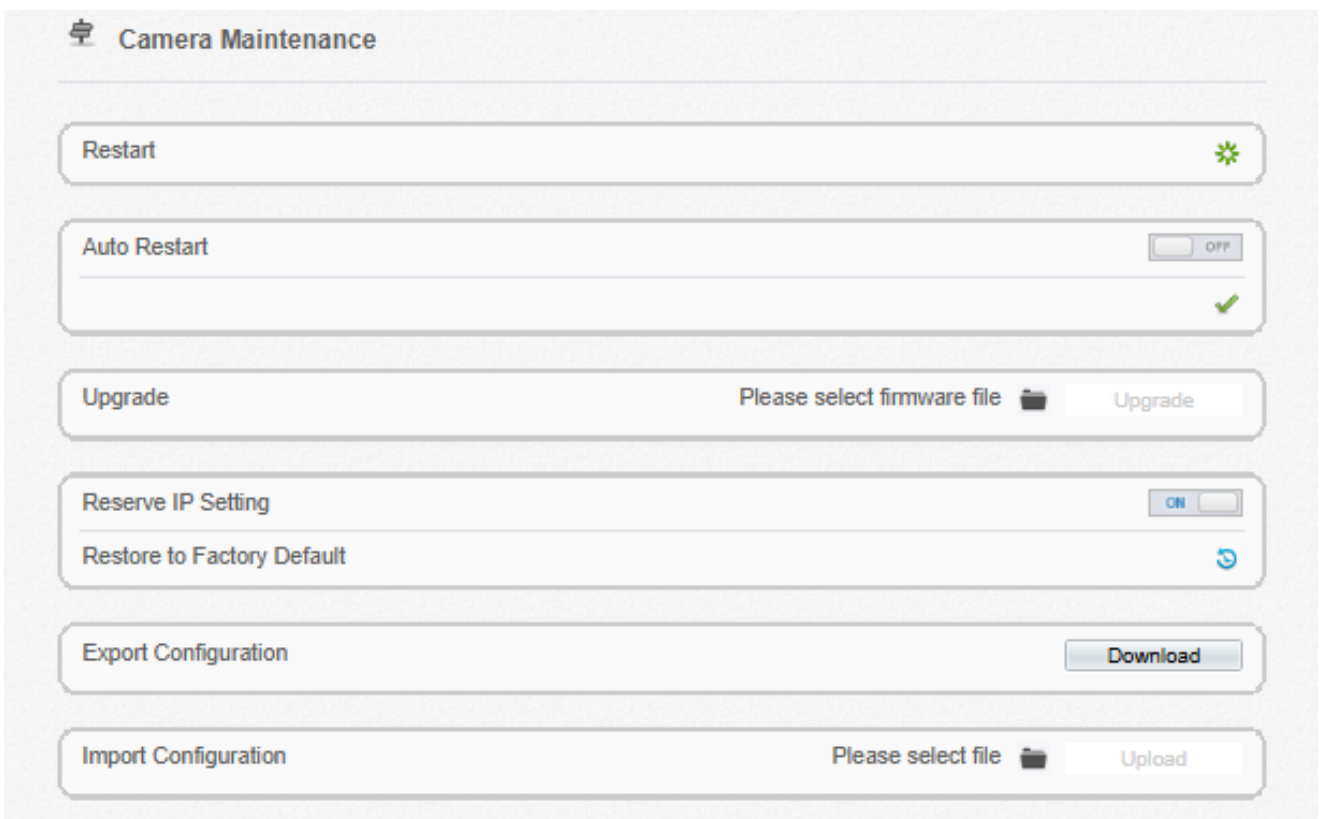 Camera Maintenance
Restart
Auto Restart OFF
Upgrade Please select firmware file Upgrade
Reserve IP Setting ON
Restore to Factory Default
Export Configuration Download
Import Configuration Please select file Upload